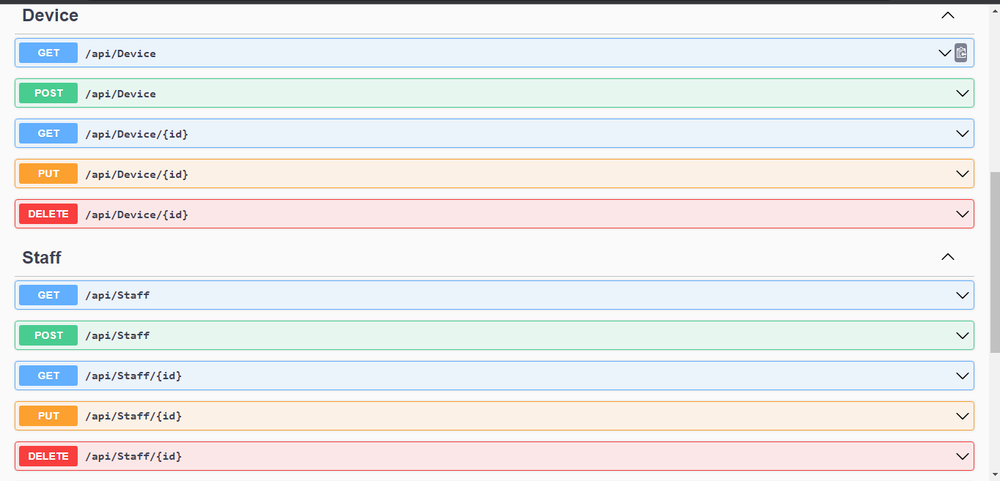 Device
GET /api/Device
POST /api/Device
GET /api/Device/{id}
PUT /api/Device/{id}
DELETE /api/Device/{id}
Staff
GET /api/Staff
POST /api/Staff
GET /api/Staff/{id}
PUT /api/Staff/{id}
DELETE /api/Staff/{id}